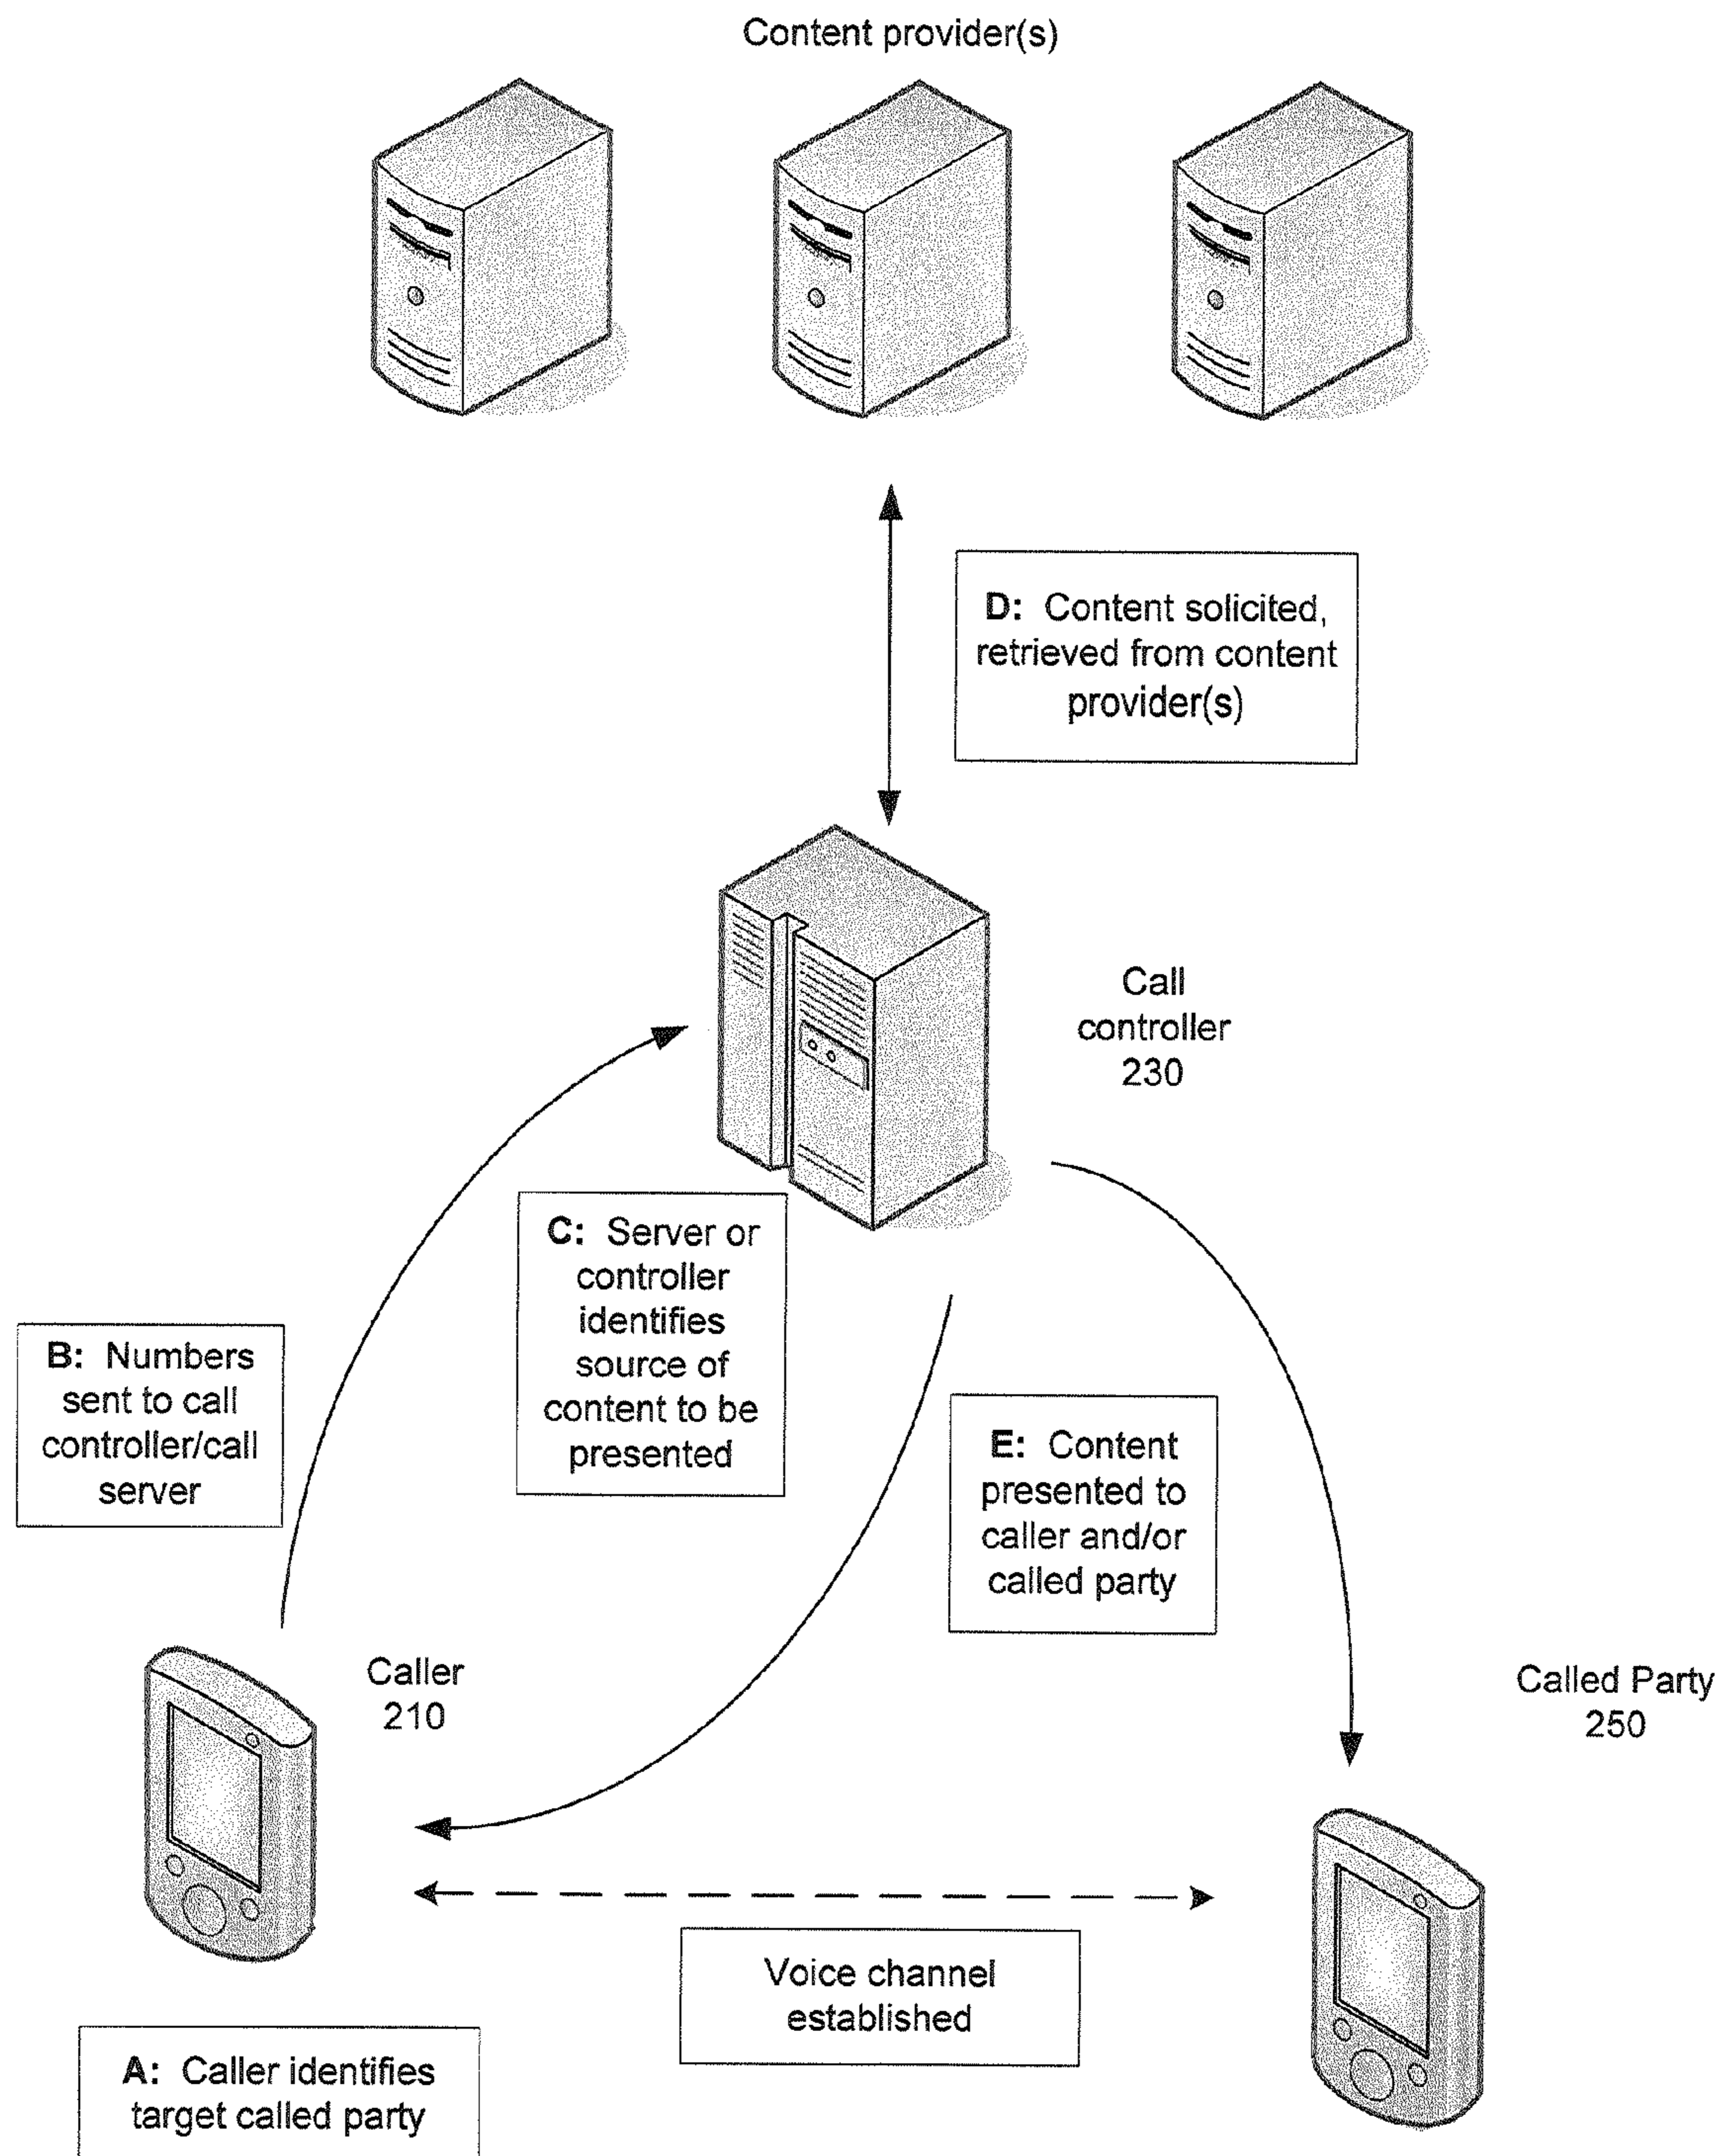 Content provider(s)
D: Content solicited,
retrieved from content
provider(s)
Call
controller
230
C: Server or
controller
identifies
source of
content to be
presented
B: Numbers
sent to call
controller/call
server
E: Content
presented to
caller and/or
called party
Caller
210
Called Party
250
Voice channel
established
A: Caller identifies
target called party